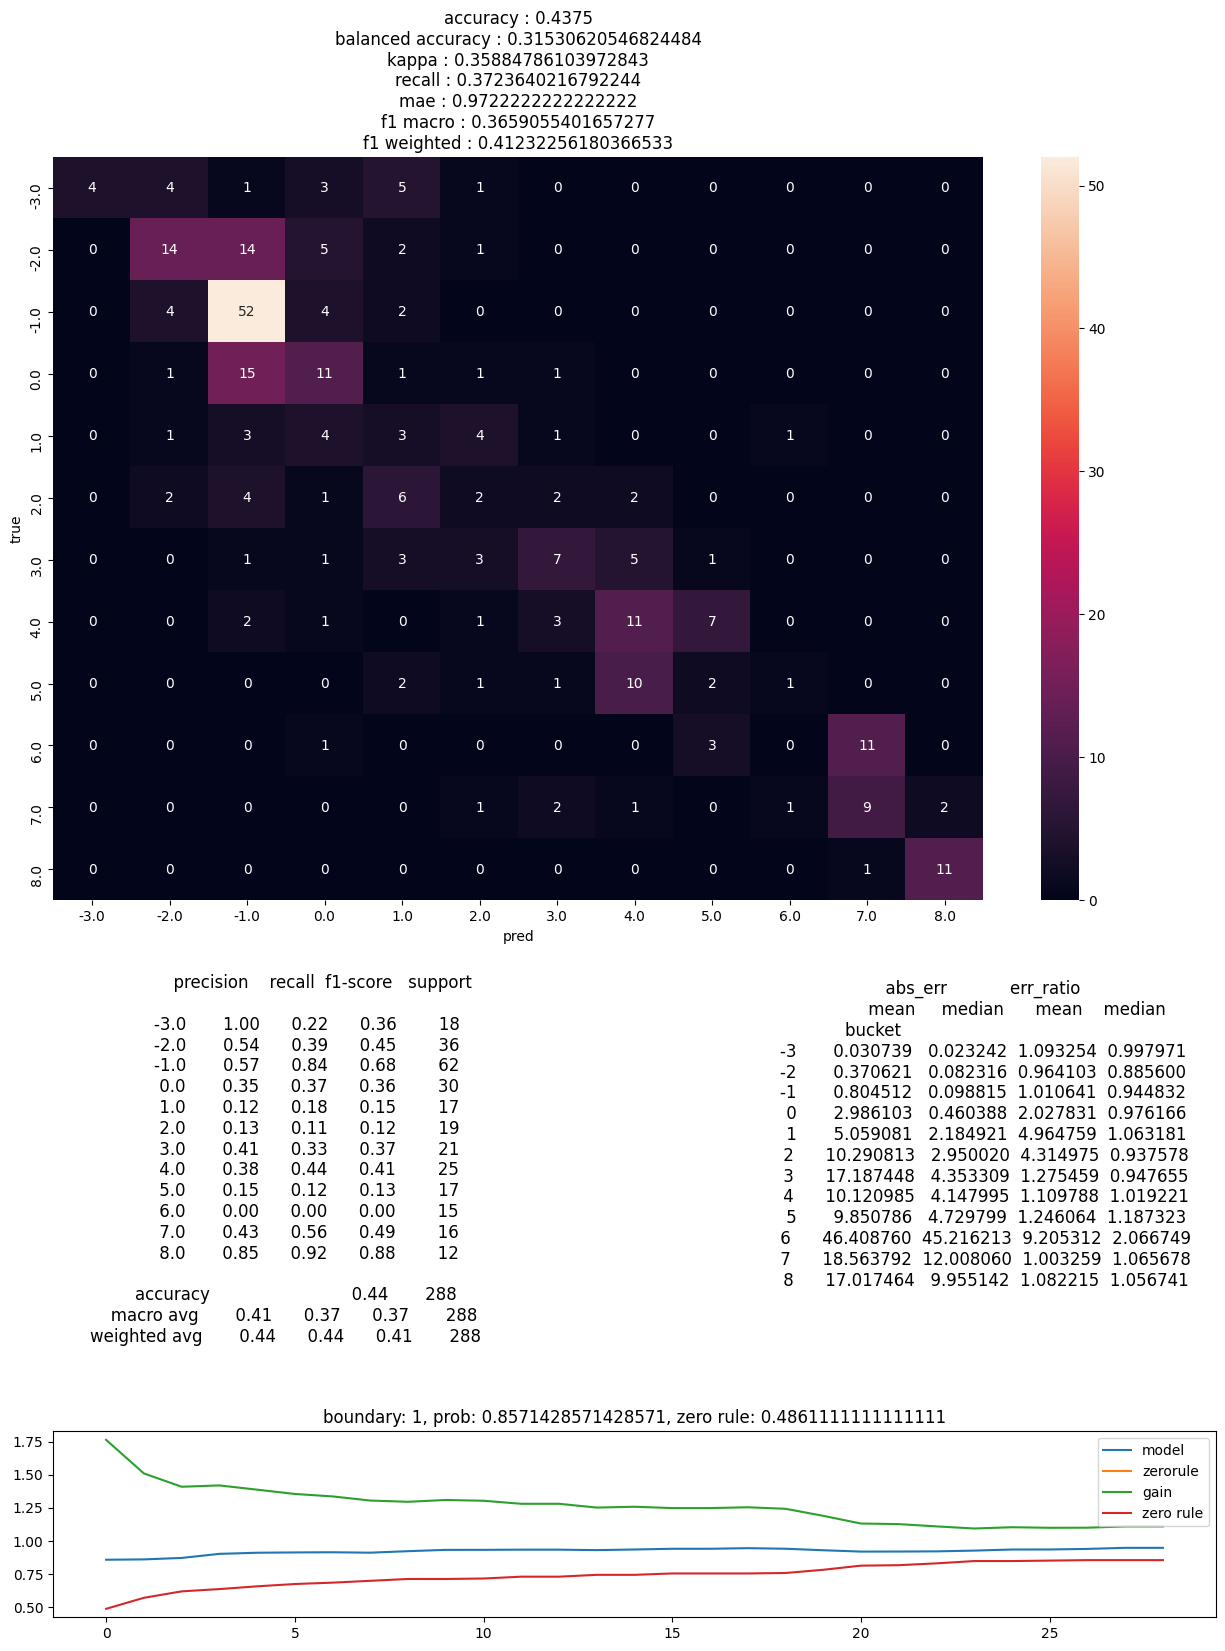 accuracy : 0.4375
balanced accuracy : 0.31530620546824484
kappa : 0.35884786103972843
recall : 0.3723640216792244
mae : 0.9722222222222222
f1 macro : 0.3659055401657277
f1 weighted : 0.41232256180366533
-3.0 4 4 1 3 5 1 0 0 0 0 0 0
-2.0 0 14 14 5 2 1 0 0 0 0 0 0
-1.0 0 4 52 4 2 0 0 0 0 0 0 0
0.0 0 1 15 11 1 1 1 0 0 0 0 0
1.0 0 1 3 4 3 4 1 0 0 1 0 0
2.0 0 2 4 1 6 2 2 2 0 0 0 0
3.0 0 0 1 1 3 3 7 5 1 0 0 0
4.0 0 0 2 1 0 1 3 11 7 0 0 0
5.0 0 0 0 0 2 1 1 10 2 1 0 0
6.0 0 0 0 1 0 0 0 0 3 0 11 0
7.0 0 0 0 0 0 1 2 1 0 1 9 2
8.0 0 0 0 0 0 0 0 0 0 0 1 11
true
-3.0 -2.0 -1.0 0.0 1.0 2.0 3.0 4.0 5.0 6.0 7.0 8.0
pred
50
40
30
20
10
0
precision recall f1-score support
-3.0 1.00 0.22 0.36 18
-2.0 0.54 0.39 0.45 36
-1.0 0.57 0.84 0.68 62
0.0 0.35 0.37 0.36 30
1.0 0.12 0.18 0.15 17
2.0 0.13 0.11 0.12 19
3.0 0.41 0.33 0.37 21
4.0 0.38 0.44 0.41 25
5.0 0.15 0.12 0.13 17
6.0 0.00 0.00 0.00 15
7.0 0.43 0.56 0.49 16
8.0 0.85 0.92 0.88 12
accuracy 0.44 288
macro avg 0.41 0.37 0.37 288
weighted avg 0.44 0.44 0.41 288
abs_err err_ratio
mean median mean median
bucket
-3 0.030739 0.023242 1.093254 0.997971
-2 0.370621 0.082316 0.964103 0.885600
-1 0.804512 0.098815 1.010641 0.944832
0 2.986103 0.460388 2.027831 0.976166
1 5.059081 2.184921 4.964759 1.063181
2 10.290813 2.950020 4.314975 0.937578
3 17.187448 4.353309 1.275459 0.947655
4 10.120985 4.147995 1.109788 1.019221
5 9.850786 4.729799 1.246064 1.187323
6 46.408760 45.216213 9.205312 2.066749
7 18.563792 12.008060 1.003259 1.065678
8 17.017464 9.955142 1.082215 1.056741
boundary: 1, prob: 0.8571428571428571, zero rule: 0.4861111111111111
1.75
1.50
1.25
1.00
0.75
0.50
model
zerorule
gain
zero rule
0 5 10 15 20 25